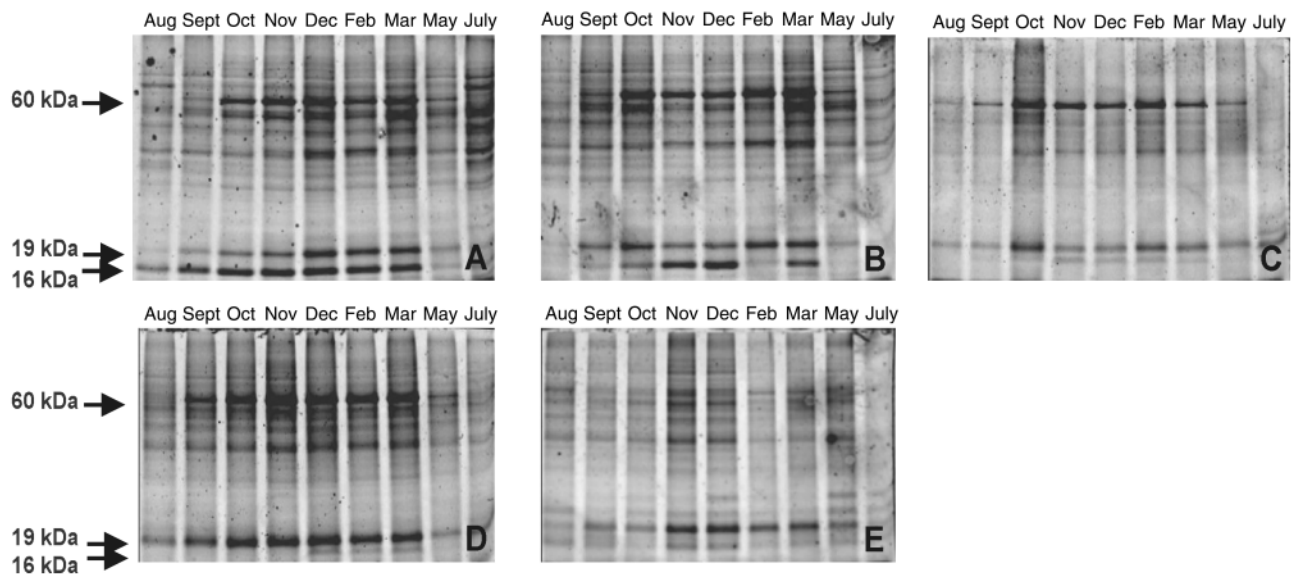 Aug Sept Oct Nov Dec Feb Mar May July
Aug Sept Oct Nov Dec Feb Mar May July
Aug Sept Oct Nov Dec Feb Mar May July
60 kDa
19 kDa
16 kDa
A
B
C
Aug Sept Oct Nov Dec Feb Mar May July
Aug Sept Oct Nov Dec Feb Mar May July
60 kDa
19 kDa
16 kDa
D
E